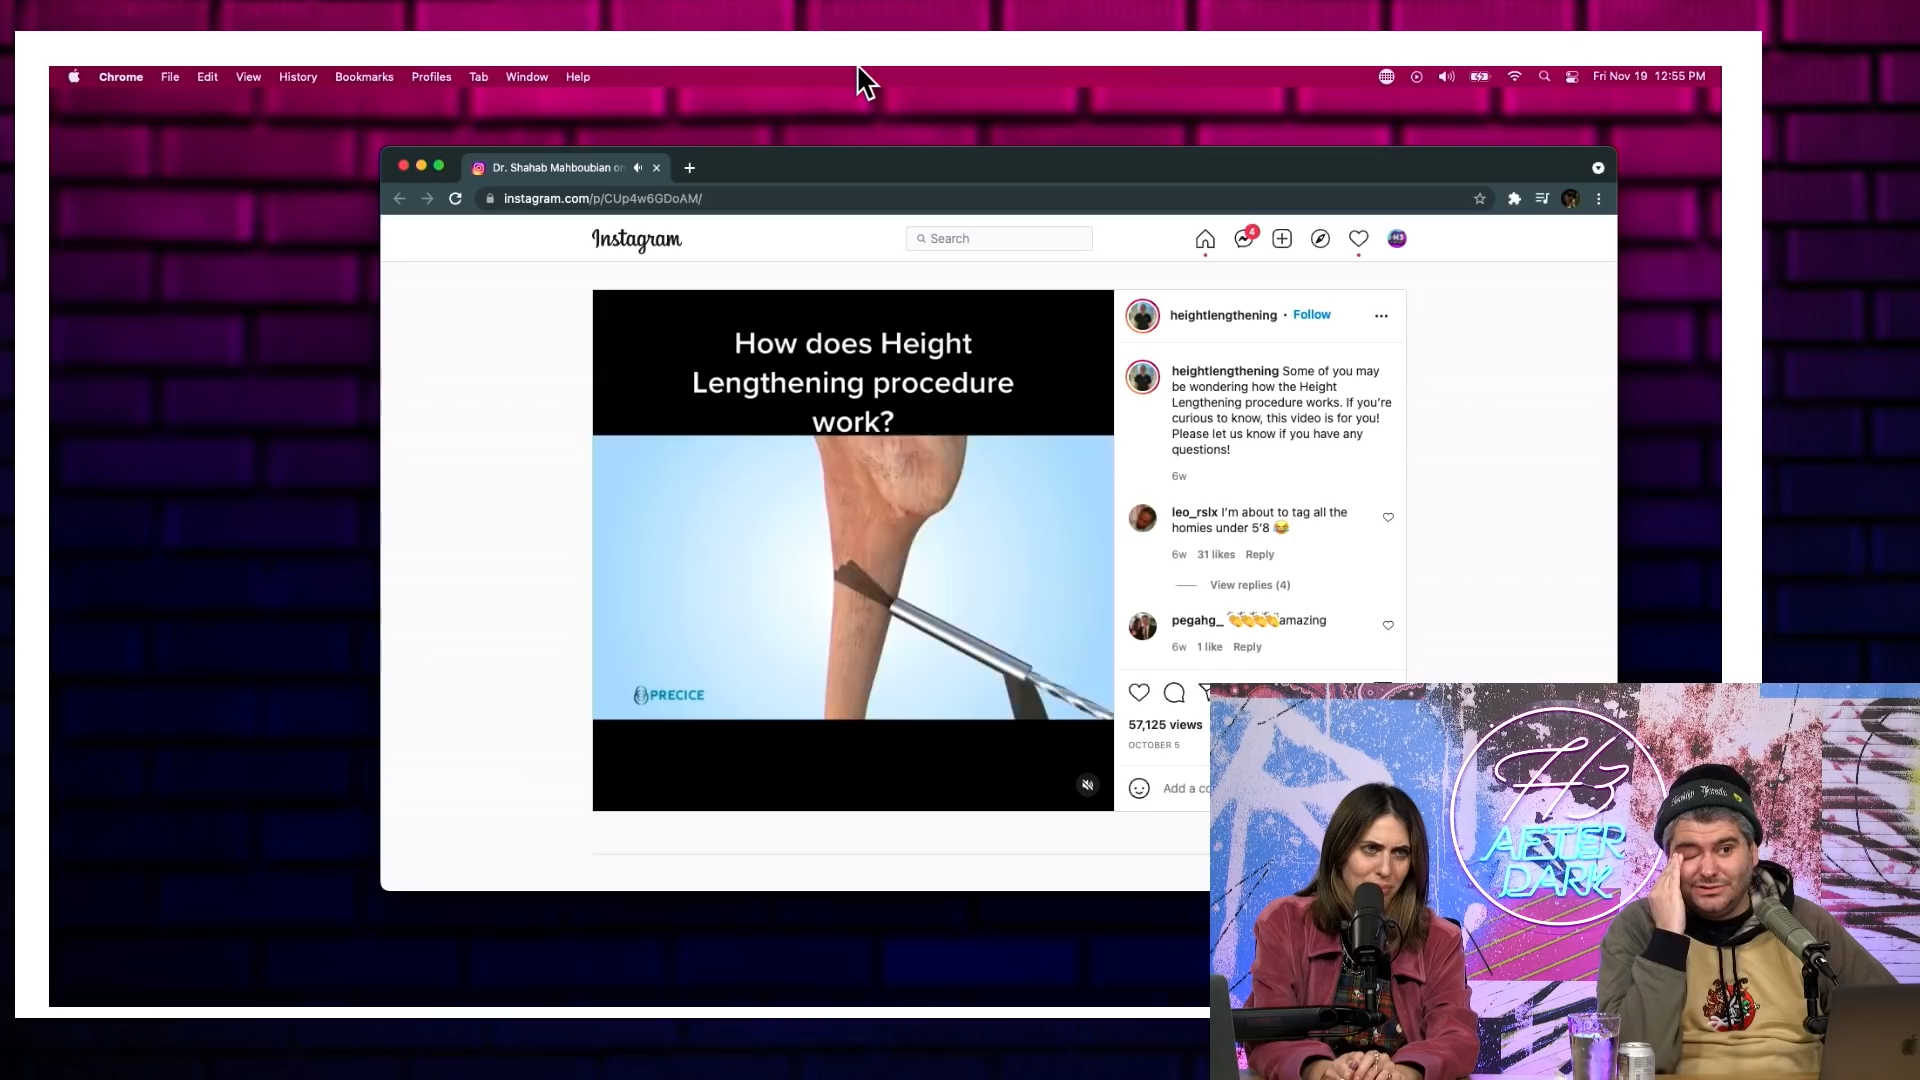 Chrome File Edit View History Bookmarks Profiles Tab Window Help Fri Nov 19 12:55 PM
Dr. Shahab Mahboubian on
instagram.com/p/CUp4w6GDoAM/
Instagram Search 4 H3
How does Height
Lengthening procedure
work?
PRECICE
heightlengthening • Follow
heightlengthening Some of you may
be wondering how the Height
Lengthening procedure works. If you're
curious to know, this video is for you!
Please let us know if you have any
questions!
6w
leo_rslx I'm about to tag all the
homies under 5'8 😂
6w 31 likes Reply
View replies (4)
pegahg_ 👏👏👏👏amazing
6w 1 like Reply
57,125 views
OCTOBER 5
Add a co
H3
AFTER
DARK